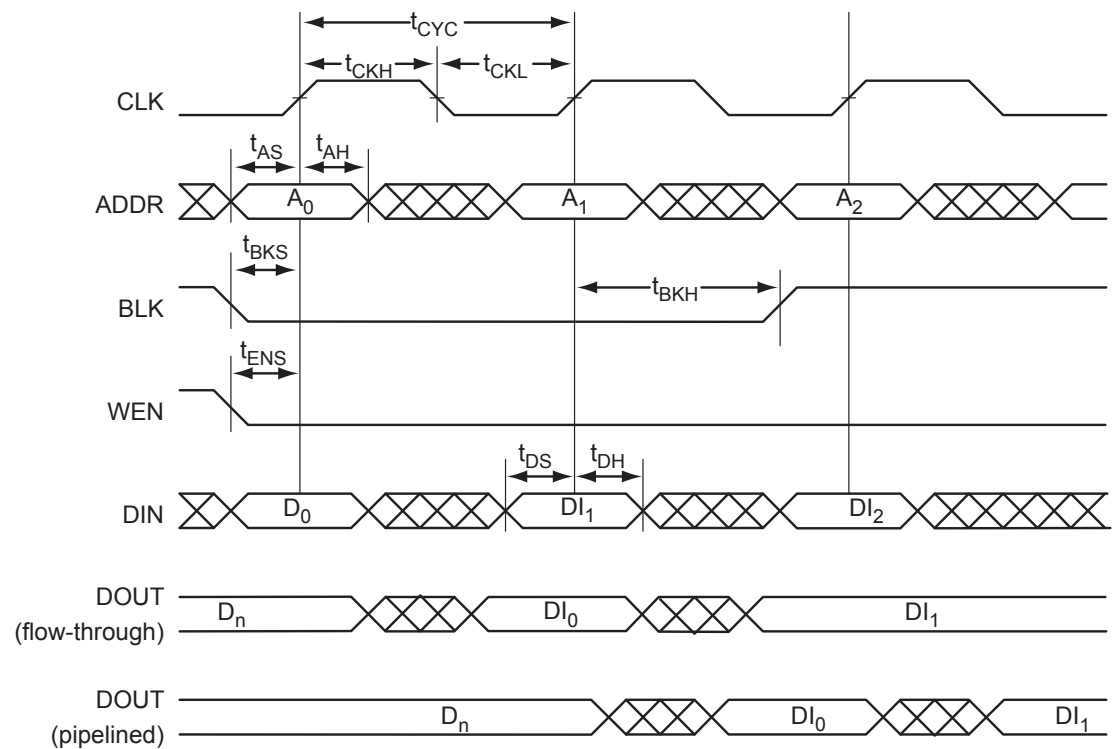 tCYC
tCKH tCKL
CLK
tAS tAH
ADDR A0 A1 A2
tBKS
tBKH
BLK
tENS
WEN
tDS tDH
DIN D0 DI1 DI2
DOUT
(flow-through) Dn DI0 DI1
DOUT
(pipelined) Dn DI0 DI1